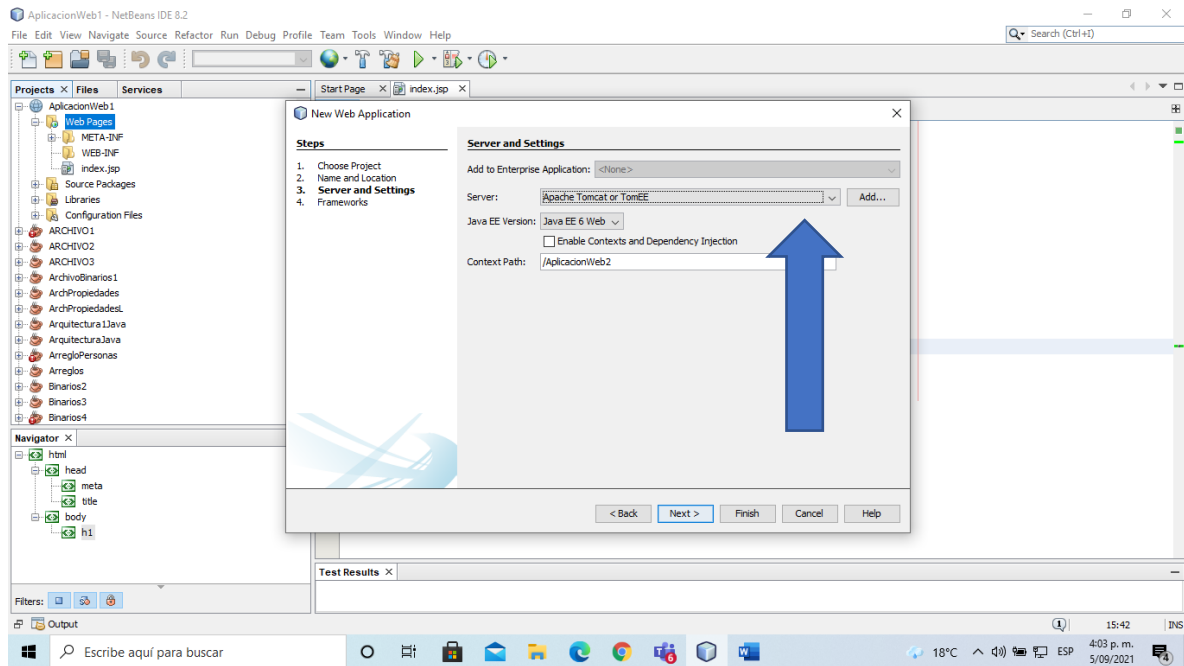 AplicacionWeb1 - NetBeans IDE 8.2
File Edit View Navigate Source Refactor Run Debug Profile Team Tools Window Help
Search (Ctrl+I)
Projects Files Services
Start Page index.jsp
AplicacionWeb1
Web Pages
META-INF
WEB-INF
index.jsp
Source Packages
Libraries
Configuration Files
ARCHIVO1
ARCHIVO2
ARCHIVO3
ArchivoBinarios1
ArchPropiedades
ArchPropiedadesL
Arquitectura1Java
ArquitecturaJava
ArregloPersonas
Arreglos
Binarios2
Binarios3
Binarios4
New Web Application
Steps
1. Choose Project
2. Name and Location
3. Server and Settings
4. Frameworks
Server and Settings
Add to Enterprise Application: <None>
Server: Apache Tomcat or TomEE Add...
Java EE Version: Java EE 6 Web
Enable Contexts and Dependency Injection
Context Path: /AplicacionWeb2
< Back Next > Finish Cancel Help
Navigator
html
head
meta
title
body
h1
Filters:
Test Results
Output
1 15:42 INS
Escribe aquí para buscar
6
18°C ESP 4:03 p. m.
5/09/2021
4